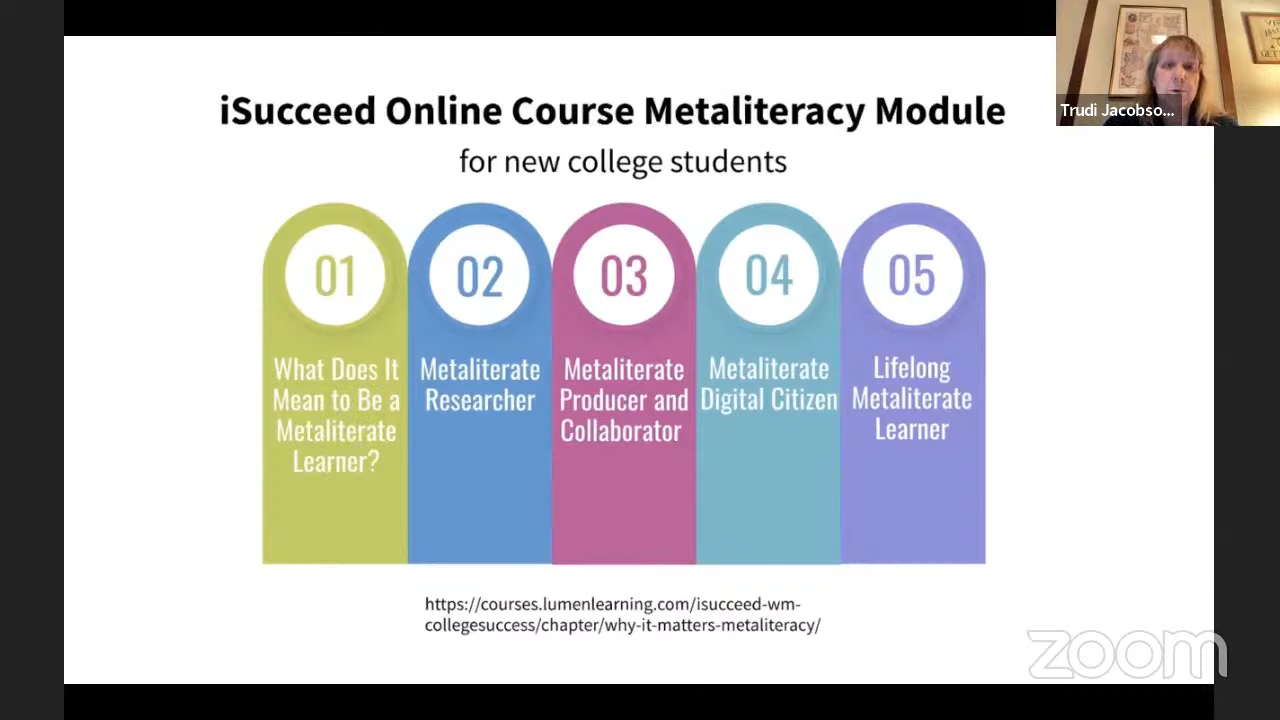 iSucceed Online Course Metaliteracy Module
for new college students
Trudi Jacobso...
01
What Does It
Mean to Be a
Metaliterate
Learner?
02
Metaliterate
Researcher
03
Metaliterate
Producer and
Collaborator
04
Metaliterate
Digital Citizen
05
Lifelong
Metaliterate
Learner
https://courses.lumenlearning.com/isucceed-wm-
collegesuccess/chapter/why-it-matters-metaliteracy/
zoom